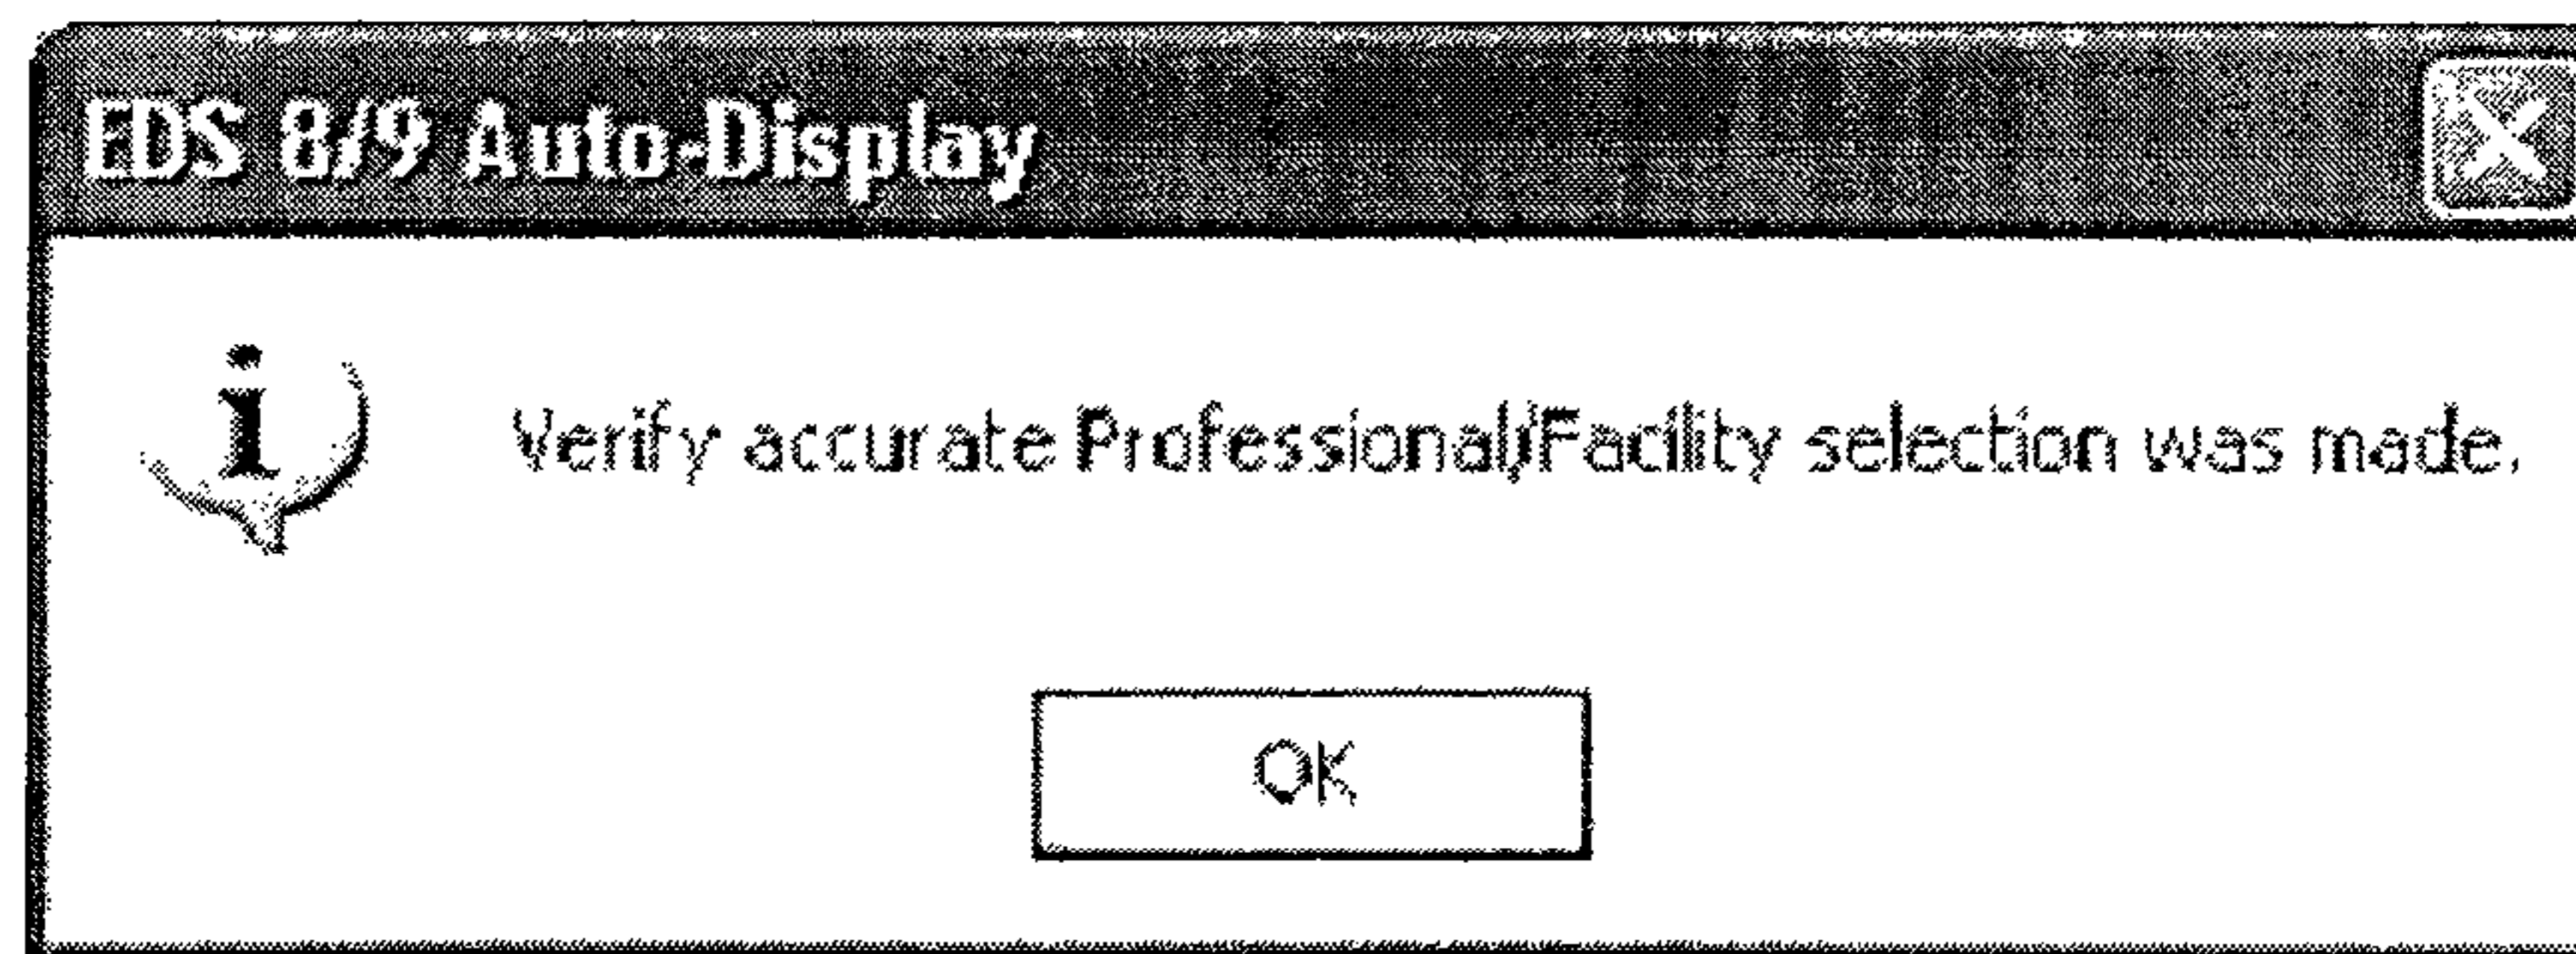 EDS 8/9 Auto-Display
Verify accurate Professional/Facility selection was made.
OK